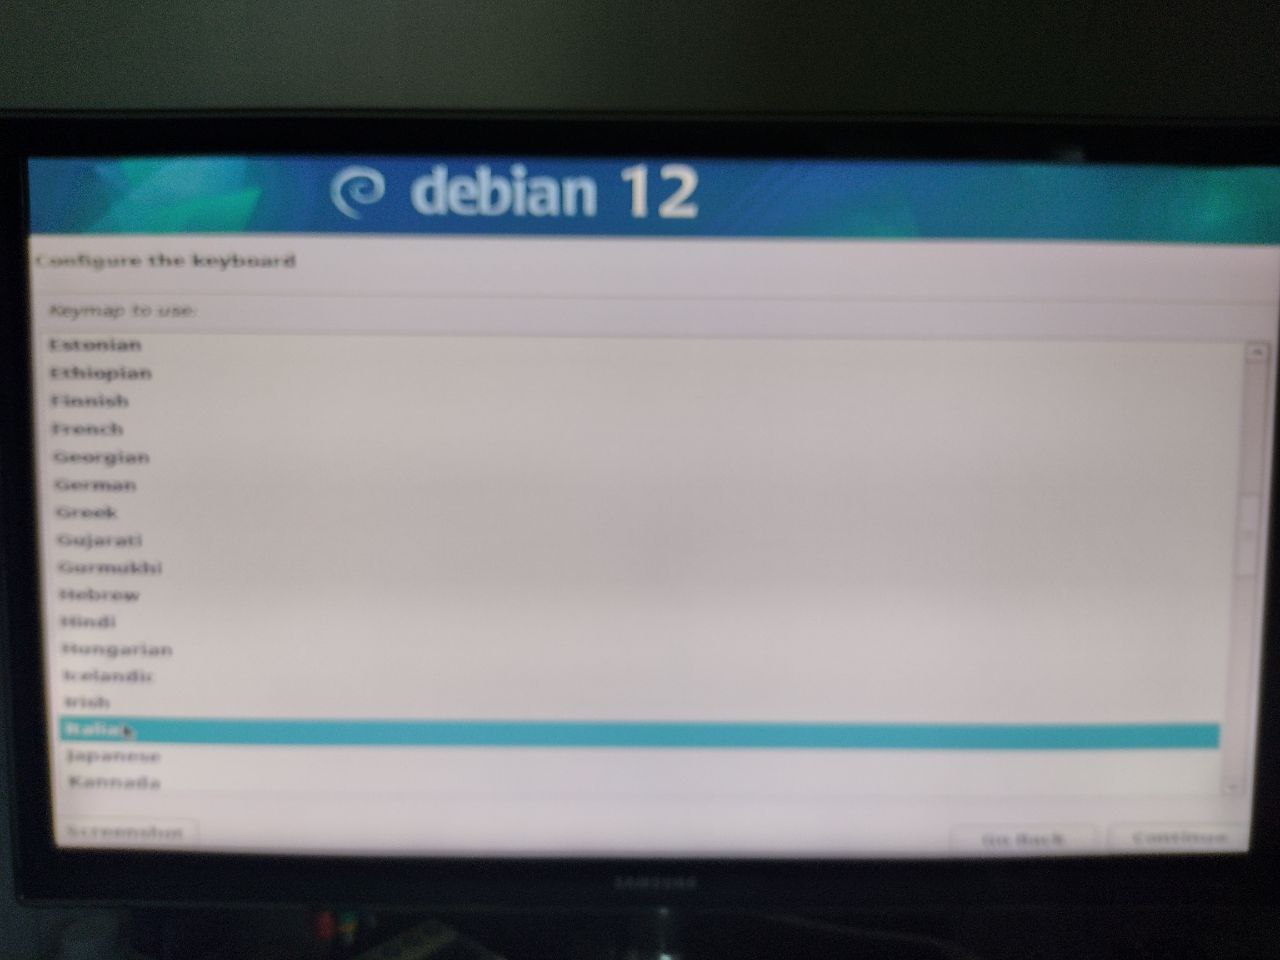 debian 12
Configure the keyboard
Keymap to use:
Estonian
Ethiopian
Finnish
French
Georgian
German
Greek
Gujarati
Gurmukhi
Hebrew
Hindi
Hungarian
Icelandic
Irish
Italian
Japanese
Kannada
Screenshot
Go Back
Continue
SAMSUNG